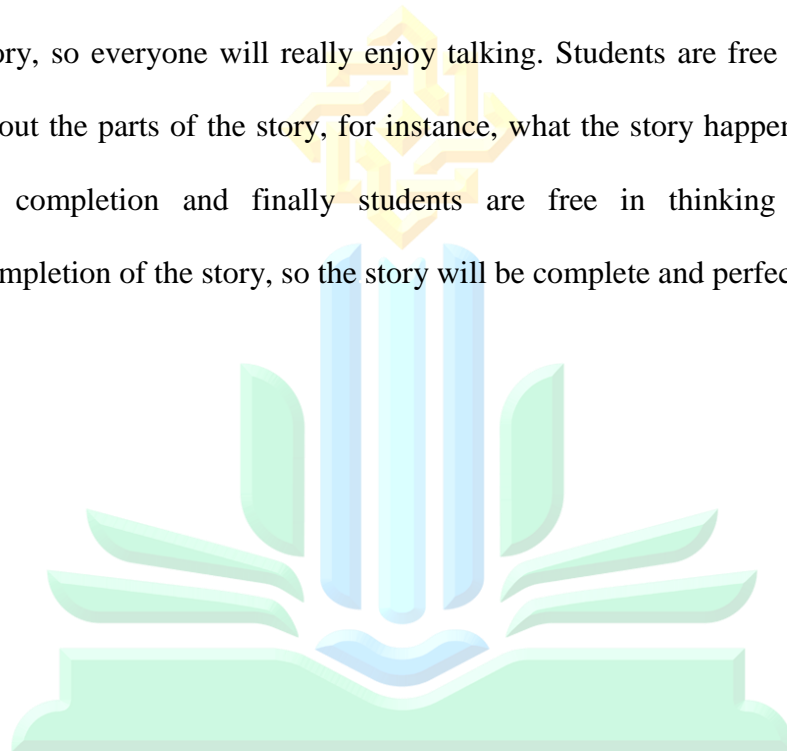 ory, so everyone will really enjoy talking. Students are free
out the parts of the story, for instance, what the story happen
completion and finally students are free in thinking
mpletion of the story, so the story will be complete and perfec